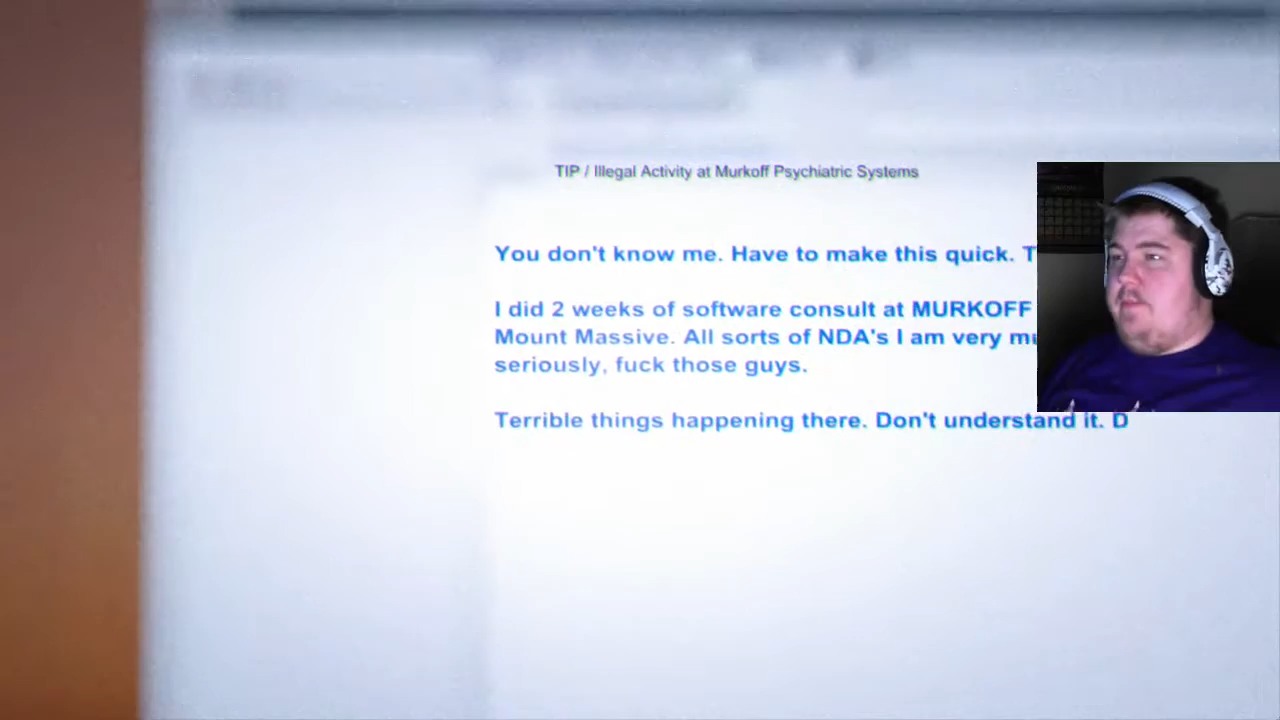 TIP / Illegal Activity at Murkoff Psychiatric Systems
You don't know me. Have to make this quick. T
I did 2 weeks of software consult at MURKOFF
Mount Massive. All sorts of NDA's I am very
seriously, fuck those guys.
Terrible things happening there. Don't understand it. D